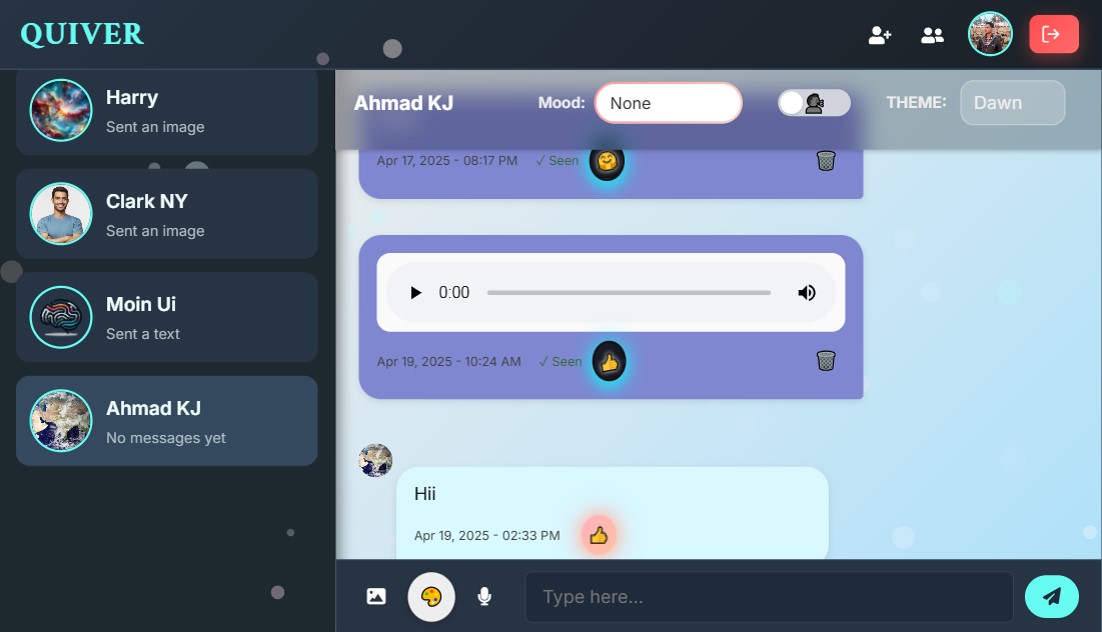 QUIVER
Harry
Sent an image
Clark NY
Sent an image
Moin Ui
Sent a text
Ahmad KJ
No messages yet
Ahmad KJ
Mood:
None
THEME:
Dawn
Apr 17, 2025 - 08:17 PM ✓ Seen
0:00
Apr 19, 2025 - 10:24 AM ✓ Seen
Hii
Apr 19, 2025 - 02:33 PM
Type here...